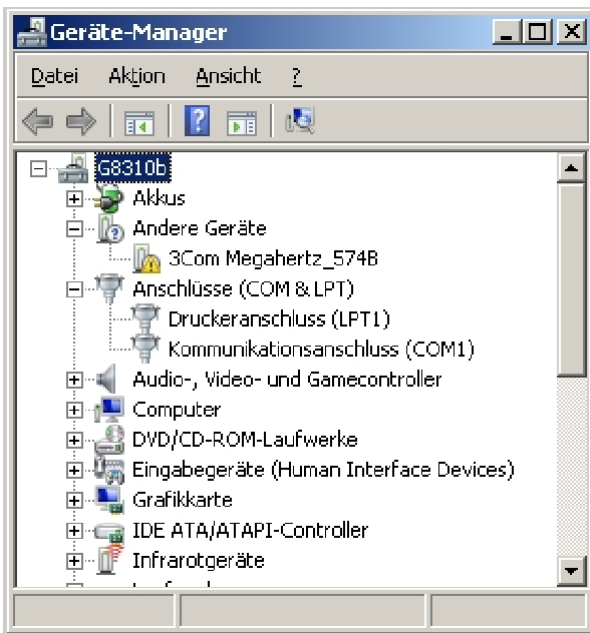 Geräte-Manager
Datei Aktion Ansicht ?
G8310b
Akkus
Andere Geräte
3Com Megahertz_574B
Anschlüsse (COM & LPT)
Druckeranschluss (LPT1)
Kommunikationsanschluss (COM1)
Audio-, Video- und Gamecontroller
Computer
DVD/CD-ROM-Laufwerke
Eingabegeräte (Human Interface Devices)
Grafikkarte
IDE ATA/ATAPI-Controller
Infrarotgeräte